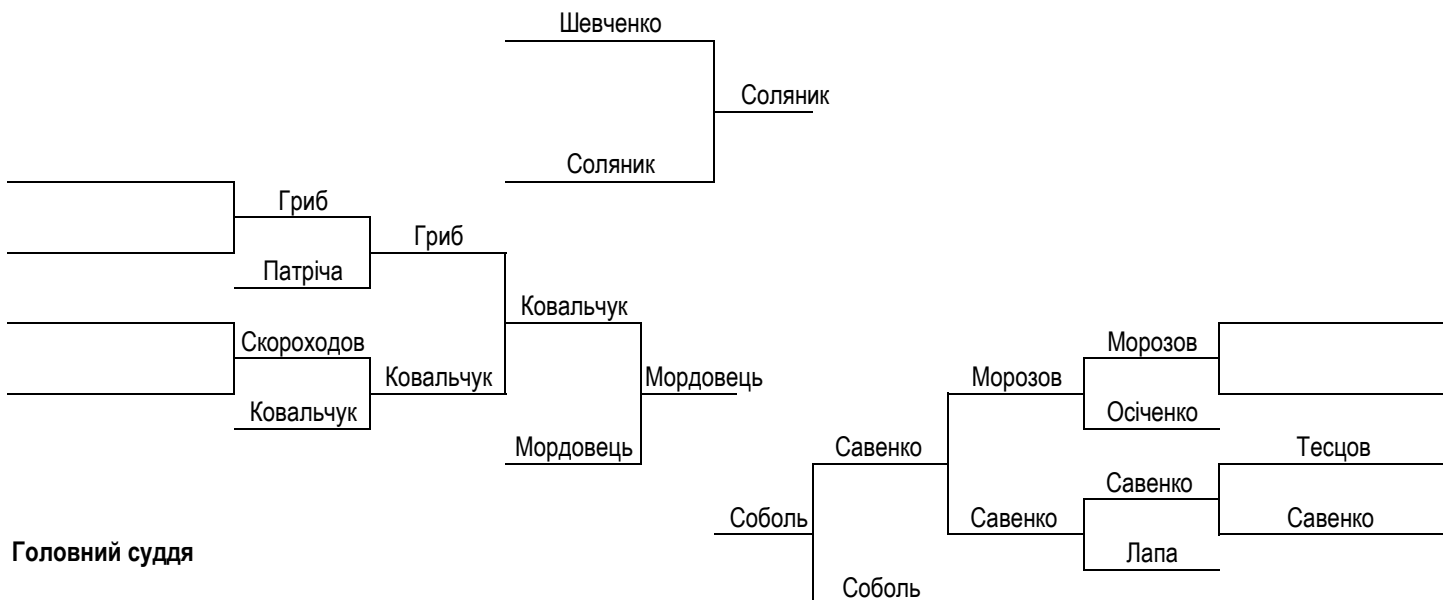 Шевченко
Соляник
Соляник
Гриб
Гриб
Патріча
Ковальчук
Скороходов
Морозов
Ковальчук
Мордовець
Морозов
Ковальчук
Осіченко
Мордовець
Савенко
Тесцов
Савенко
Соболь
Савенко
Савенко
Головний суддя
Лапа
Соболь